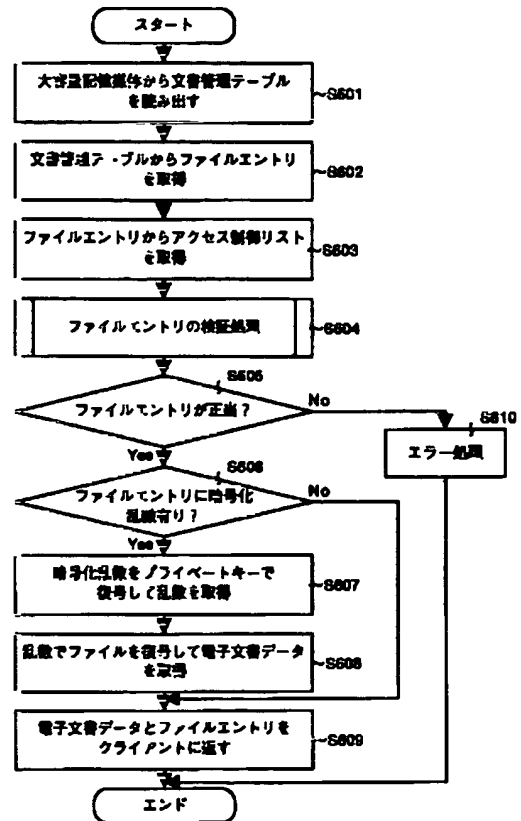 スタート
大容量記憶媒体から文書管理テーブル
を読み出す
S601
文書管理テーブルからファイルエントリ
を取得
S602
ファイルエントリからアクセス制御リスト
を取得
S603
ファイルエントリの検証処理
S604
S605
ファイルエントリが正当?
No
S610
エラー処理
Yes
S606
ファイルエントリに暗号化
乱数有り?
No
Yes
暗号化乱数をプライベートキーで
復号して乱数を取得
S607
乱数でファイルを復号して電子文書データ
を取得
S608
電子文書データとファイルエントリを
クライアントに返す
S609
エンド